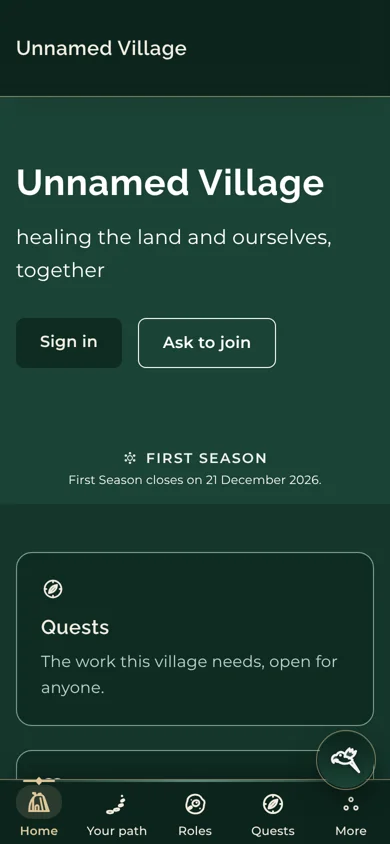 Unnamed Village
Unnamed Village
healing the land and ourselves,
together
Sign in
Ask to join
FIRST SEASON
First Season closes on 21 December 2026.
Quests
The work this village needs, open for
anyone.
Home
Your path
Roles
Quests
More